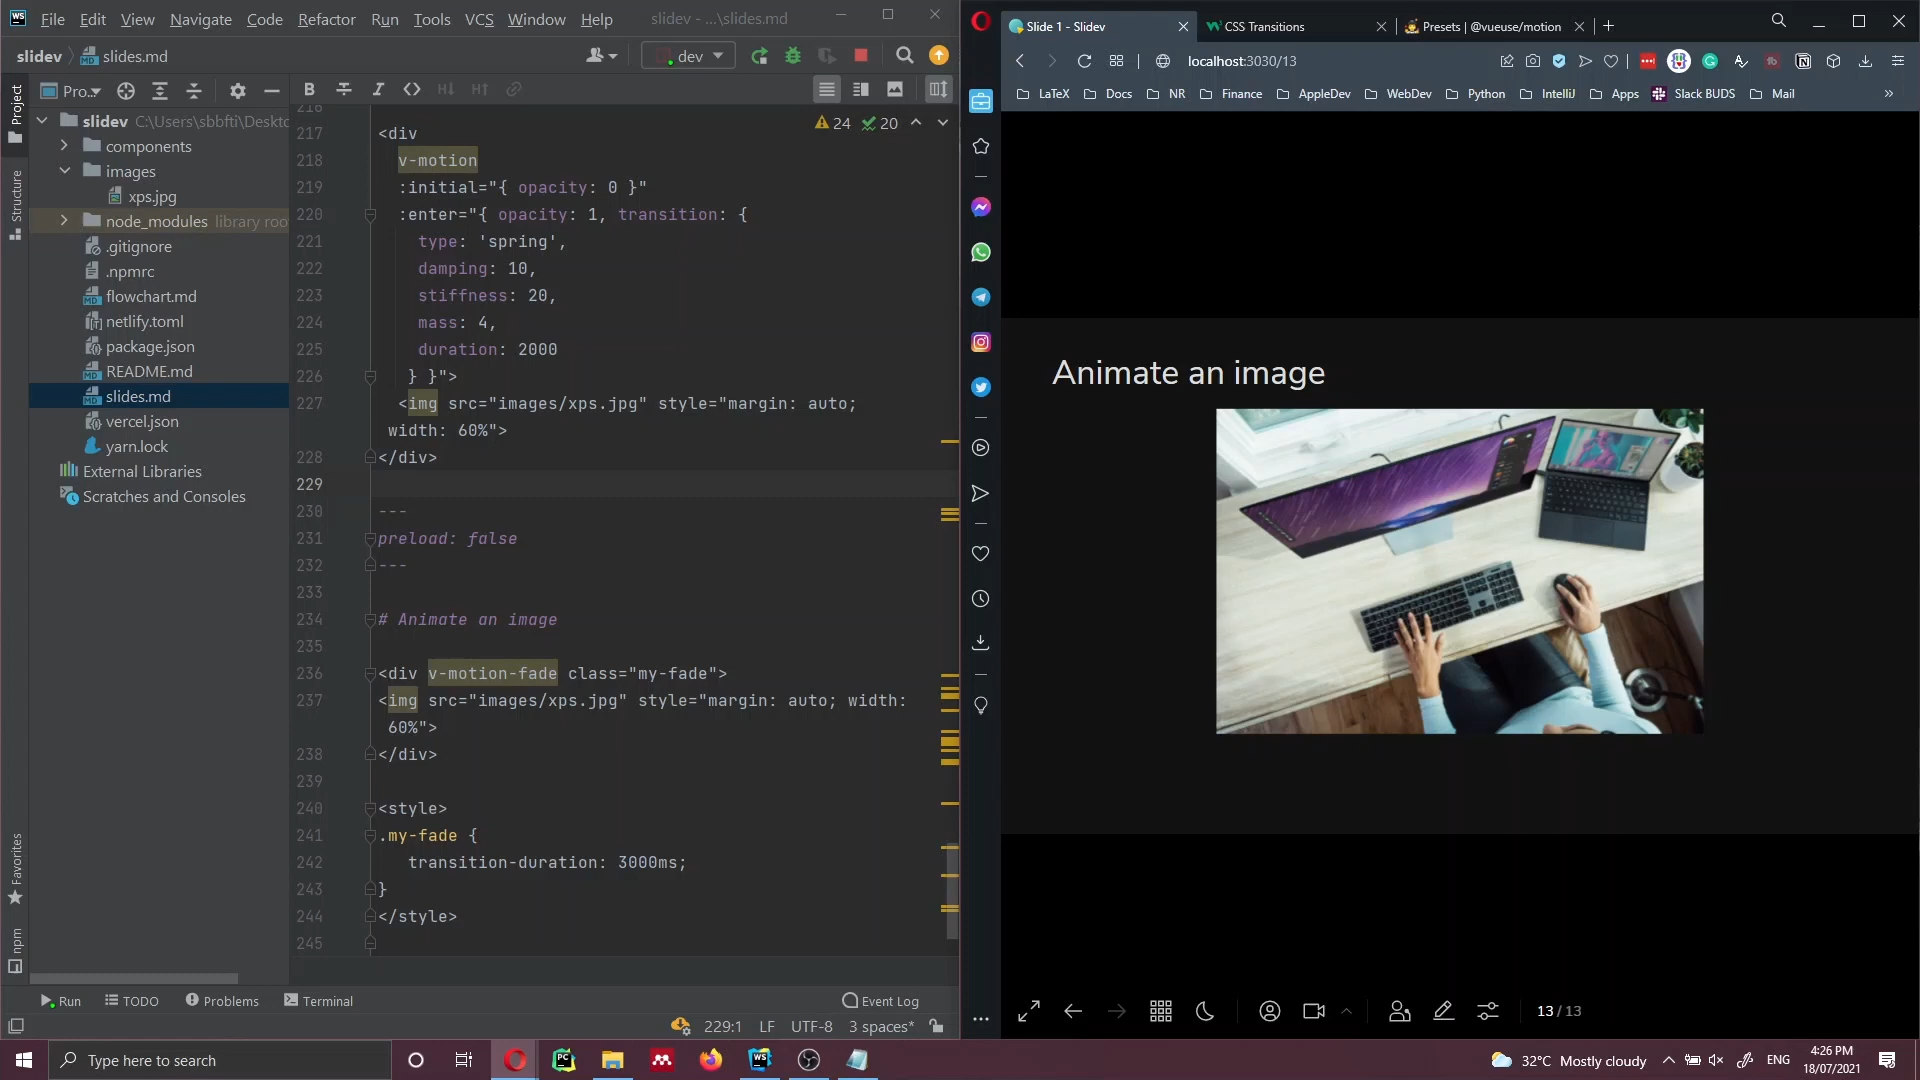 File Edit View Navigate Code Refactor Run Tools VCS Window Help slidev - ...\slides.md
slidev slides.md dev
Pro...
Project
Structure
Favorites
npm
slidev C:\Users\sbbfti\Deskto
components
images
xps.jpg
node_modules library roo
.gitignore
.npmrc
flowchart.md
netlify.toml
package.json
README.md
slides.md
vercel.json
yarn.lock
External Libraries
Scratches and Consoles
24 20
216
217 <div
218 v-motion
219 :initial="{ opacity: 0 }"
220 :enter="{ opacity: 1, transition: {
221 type: 'spring',
222 damping: 10,
223 stiffness: 20,
224 mass: 4,
225 duration: 2000
226 } }">
227 <img src="images/xps.jpg" style="margin: auto;
width: 60%">
228 </div>
229
230 ---
231 preload: false
232 ---
233
234 # Animate an image
235
236 <div v-motion-fade class="my-fade">
237 <img src="images/xps.jpg" style="margin: auto; width:
60%">
238 </div>
239
240 <style>
241 .my-fade {
242 transition-duration: 3000ms;
243 }
244 </style>
245
Run TODO Problems Terminal Event Log
229:1 LF UTF-8 3 spaces*
Slide 1 - Slidev CSS Transitions Presets | @vueuse/motion
localhost:3030/13
LaTeX Docs NR Finance AppleDev WebDev Python IntelliJ Apps Slack BUDS Mail
Animate an image
13 / 13
Type here to search
32°C Mostly cloudy ENG 4:26 PM
18/07/2021